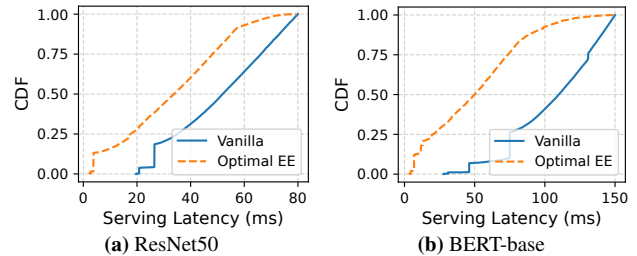 1.00
0.75
0.50
0.25
0.00
CDF
Vanilla
Optimal EE
0 20 40 60 80
Serving Latency (ms)
(a) ResNet50
1.00
0.75
0.50
0.25
0.00
CDF
Vanilla
Optimal EE
0 50 100 150
Serving Latency (ms)
(b) BERT-base